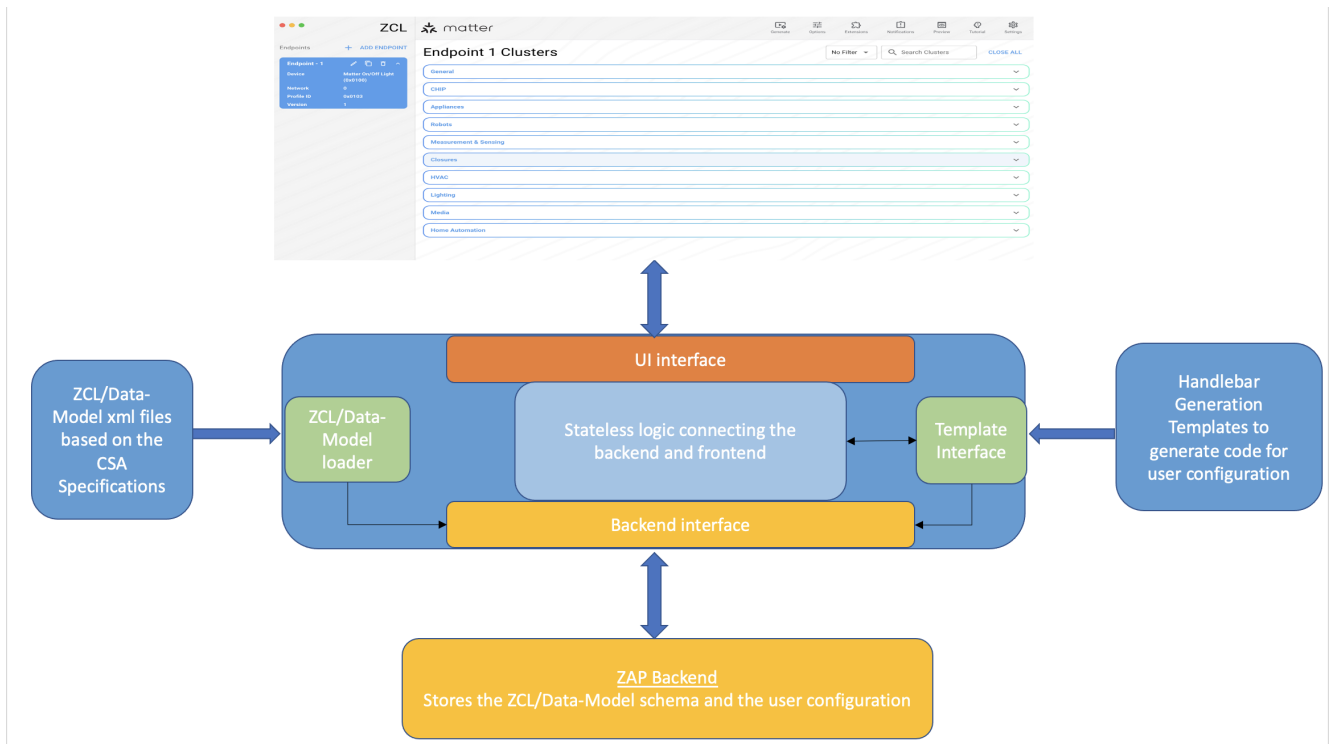 ZCL
matter
Generate
Options
Extensions
Notifications
Preview
Tutorial
Settings
Endpoints
+ ADD ENDPOINT
Endpoint 1 Clusters
No Filter
Search Clusters
CLOSE ALL
Endpoint - 1
Device
Matter On/Off Light
(0x0100)
Network
0
Profile ID
0x0103
Version
1
General
CHIP
Appliances
Robots
Measurement & Sensing
Closures
HVAC
Lighting
Media
Home Automation
UI interface
ZCL/Data-
Model xml files
based on the
CSA
Specifications
ZCL/Data-
Model
loader
Stateless logic connecting the
backend and frontend
Template
Interface
Handlebar
Generation
Templates to
generate code for
user configuration
Backend interface
ZAP Backend
Stores the ZCL/Data-Model schema and the user configuration